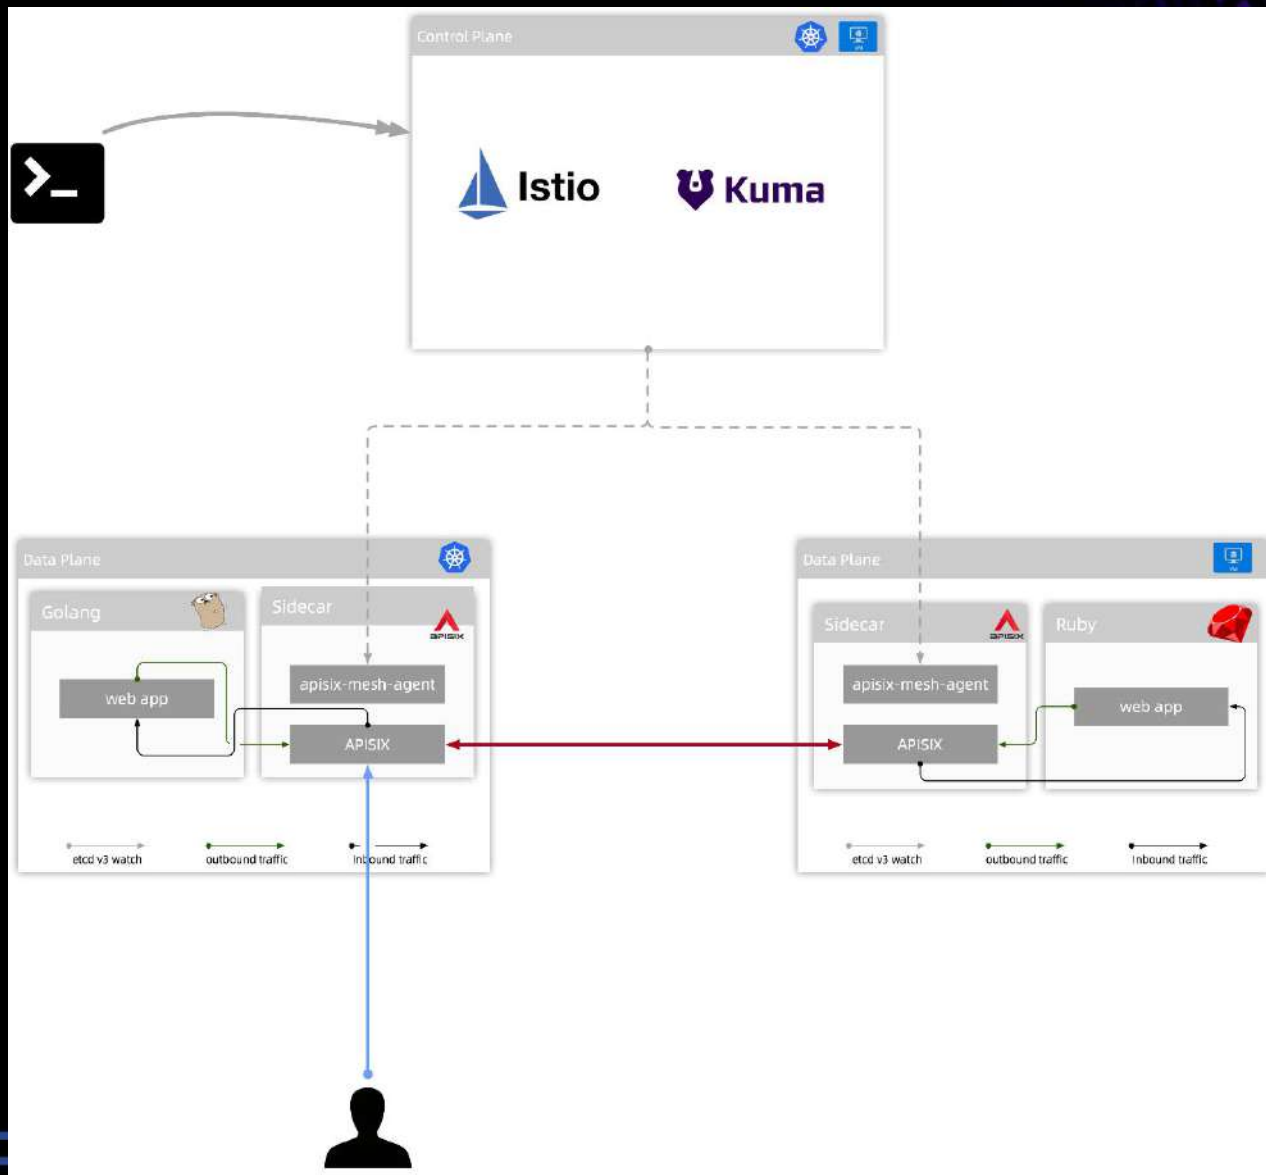 Control Plane
Istio
Kuma
Data Plane
Golang
Sidecar
APISIX
apisix-mesh-agent
web app
APISIX
etcd v3 watch
outbound traffic
Inbound traffic
Data Plane
Sidecar
APISIX
Ruby
apisix-mesh-agent
web app
APISIX
etcd v3 watch
outbound traffic
Inbound traffic